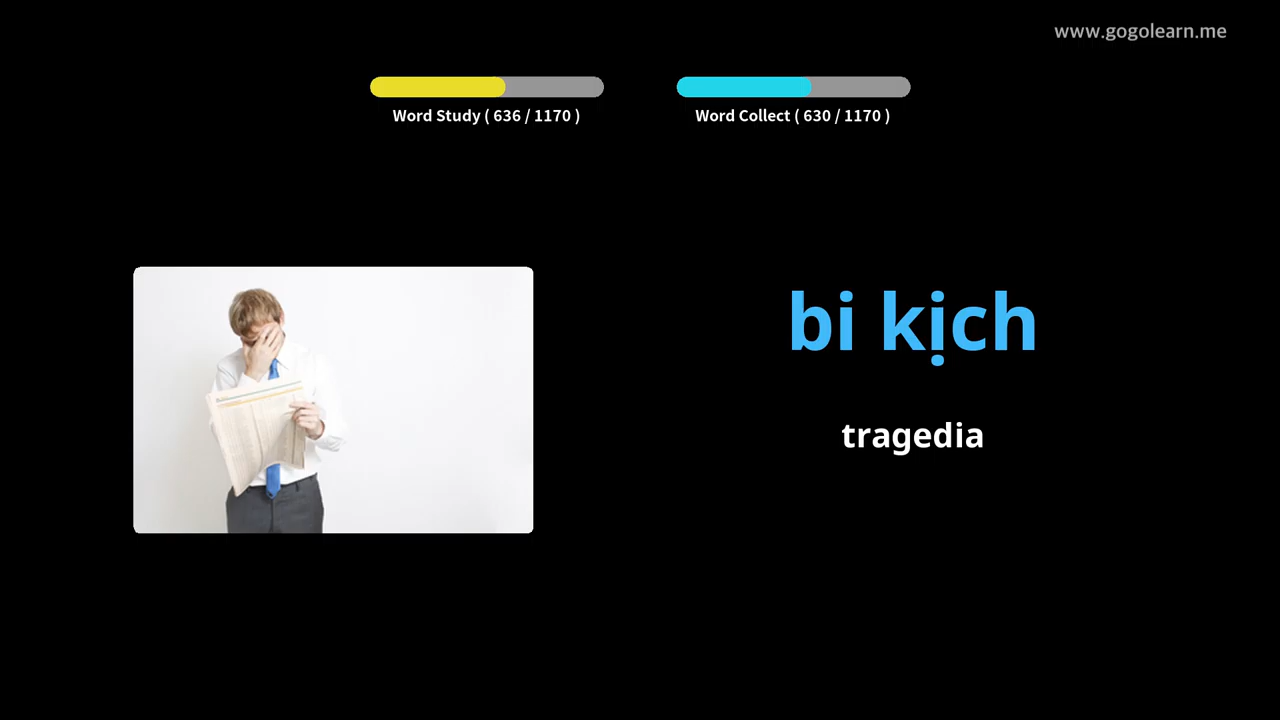 www.gogolearn.me
Word Study ( 636 / 1170 )
Word Collect ( 630 / 1170 )
bi kịch
tragedia